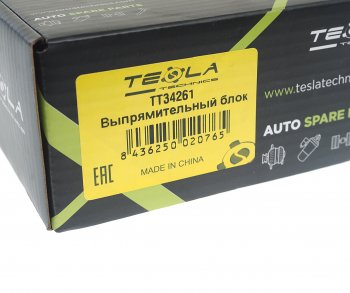 AUTO SPARE PARTS
TESLA
TECHNICS
TT34261
Выпрямительный блок
8 436250 020765
EAC
MADE IN CHINA
TESLA
www.teslatechn
AUTO SPARE P